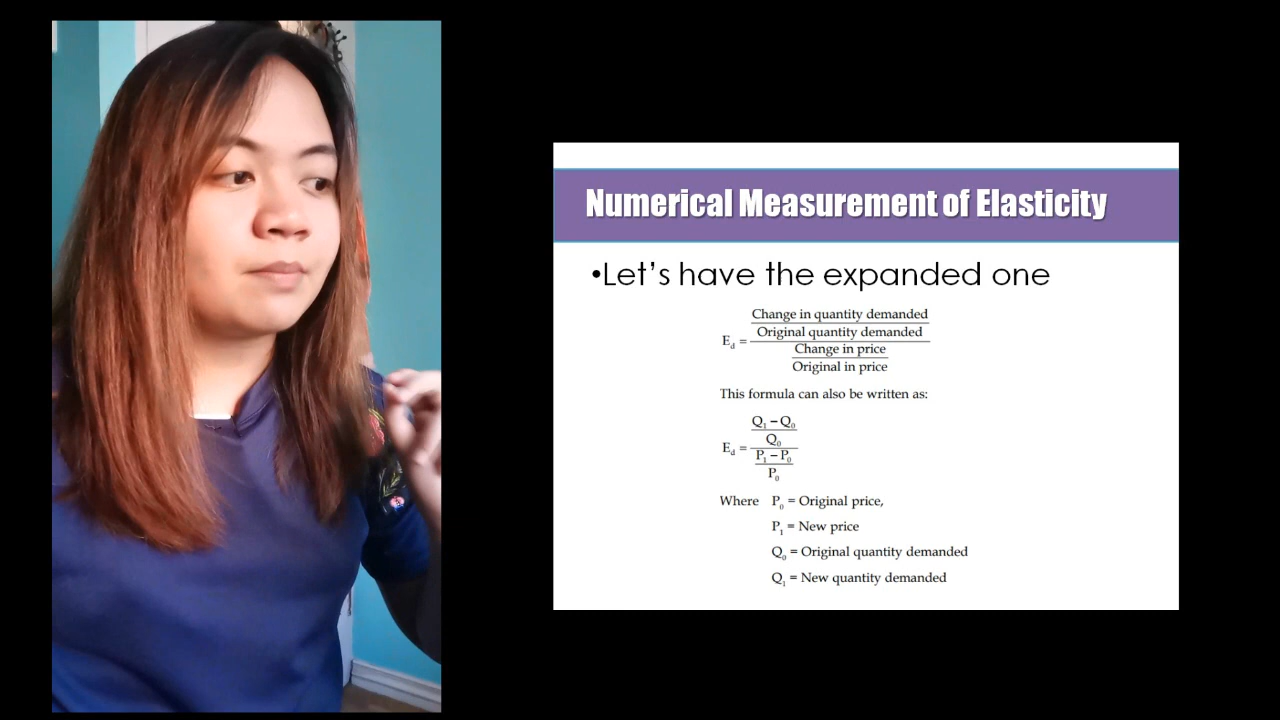 Numerical Measurement of Elasticity
•Let's have the expanded one
Change in quantity demanded
Original quantity demanded
E_d =
Change in price
Original in price
This formula can also be written as:
Q₁ – Q₀
Q₀
E_d =
P₁ – P₀
P₀
Where P₀ = Original price,
P₁ = New price
Q₀ = Original quantity demanded
Q₁ = New quantity demanded